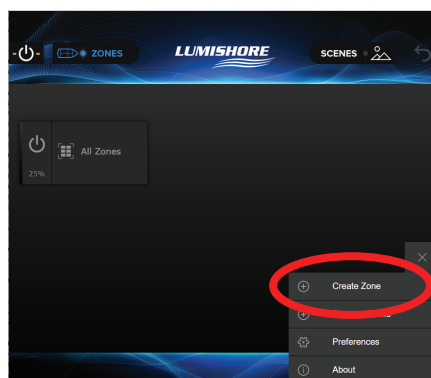 ZONES
LUMISHORE
SCENES
All Zones
25%
Create Zone
Preferences
About